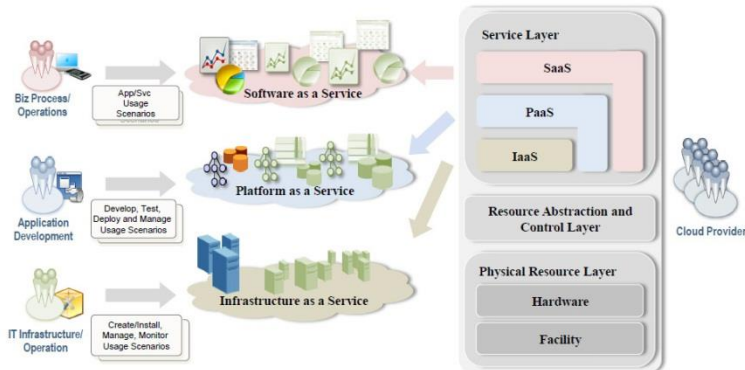 Biz Process/
Operations
App/Svc
Usage
Scenarios
Software as a Service
Application
Development
Develop, Test,
Deploy and Manage
Usage Scenarios
Platform as a Service
IT Infrastructure/
Operation
Create/Install,
Manage, Monitor
Usage Scenarios
Infrastructure as a Service
Service Layer
SaaS
PaaS
IaaS
Resource Abstraction and
Control Layer
Physical Resource Layer
Hardware
Facility
Cloud Provider